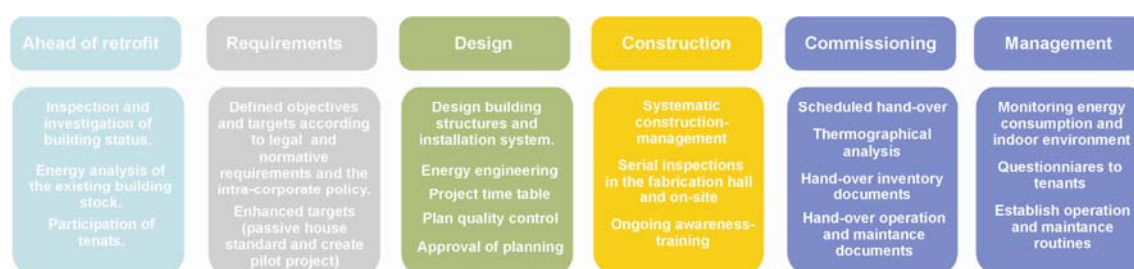 Ahead of retrofit
Requirements
Design
Construction
Commissioning
Management
Inspection and
investigation of
building status.
Energy analysis of
the existing building
stock.
Participation of
tenats.
Defined objectives
and targets according
to legal and
normative
requirements and the
intra-corporate policy.
Enhanced targets
(passive house
standard and create
pilot project)
Design building
structures and
installation system.
Energy engineering
Project time table
Plan quality control
Approval of planning
Systematic
construction-
management
Serial inspections
in the fabrication hall
and on-site
Ongoing awareness-
training
Scheduled hand-over
Thermographical
analysis
Hand-over inventory
documents
Hand-over operation
and maintance
documents
Monitoring energy
consumption and
indoor environment
Questionniares to
tenants
Establish operation
and maintance
routines